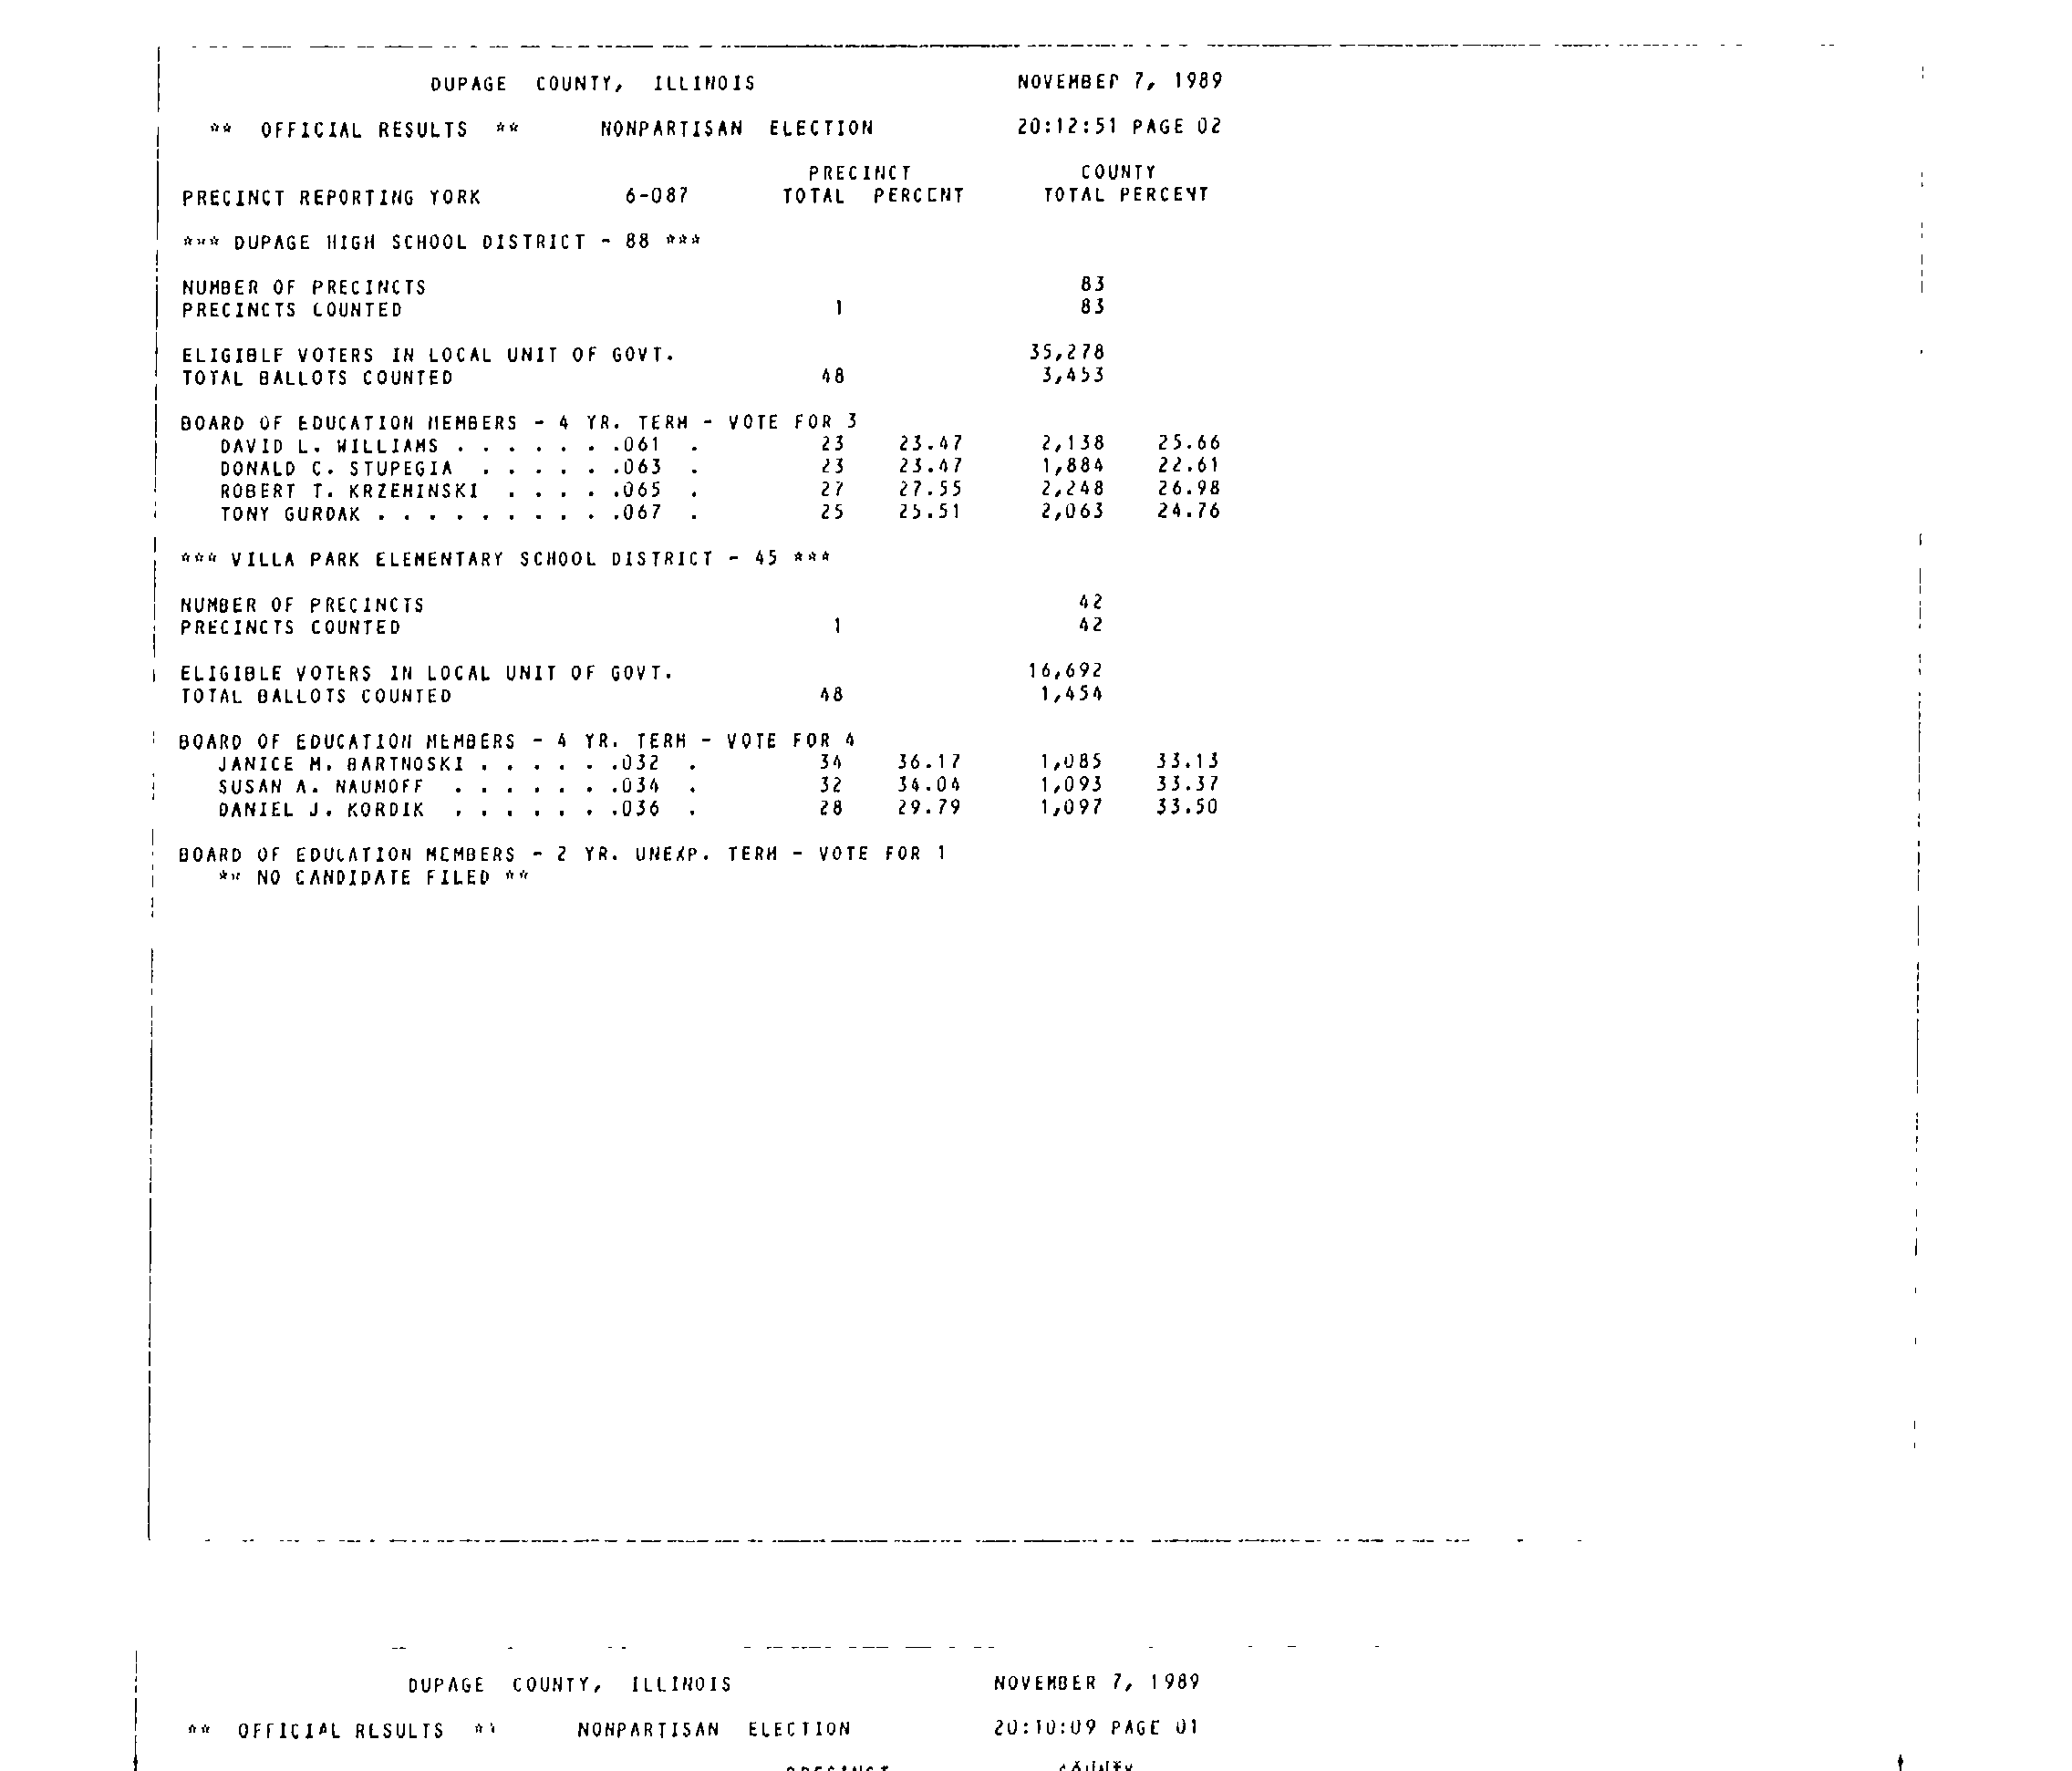 DUPAGE COUNTY, ILLINOIS NOVEMBER 7, 1989
** OFFICIAL RESULTS ** NONPARTISAN ELECTION 20:12:51 PAGE 02
PRECINCT COUNTY
PRECINCT REPORTING YORK 6-087 TOTAL PERCENT TOTAL PERCENT
*** DUPAGE HIGH SCHOOL DISTRICT - 88 ***
NUMBER OF PRECINCTS 83
PRECINCTS COUNTED 1 83
ELIGIBLE VOTERS IN LOCAL UNIT OF GOVT. 35,278
TOTAL BALLOTS COUNTED 48 3,453
BOARD OF EDUCATION MEMBERS - 4 YR. TERM - VOTE FOR 3
DAVID L. WILLIAMS . . . . . . .061 . 23 23.47 2,138 25.66
DONALD C. STUPEGIA . . . . . .063 . 23 23.47 1,884 22.61
ROBERT T. KRZEMINSKI . . . . .065 . 27 27.55 2,248 26.98
TONY GURDAK . . . . . . . . . .067 . 25 25.51 2,063 24.76
*** VILLA PARK ELEMENTARY SCHOOL DISTRICT - 45 ***
NUMBER OF PRECINCTS 42
PRECINCTS COUNTED 1 42
ELIGIBLE VOTERS IN LOCAL UNIT OF GOVT. 16,692
TOTAL BALLOTS COUNTED 48 1,454
BOARD OF EDUCATION MEMBERS - 4 YR. TERM - VOTE FOR 4
JANICE M. BARTNOSKI . . . . . .032 . 34 36.17 1,085 33.13
SUSAN A. NAUMOFF . . . . . . .034 . 32 34.04 1,093 33.37
DANIEL J. KORDIK . . . . . . .036 . 28 29.79 1,097 33.50
BOARD OF EDUCATION MEMBERS - 2 YR. UNEXP. TERM - VOTE FOR 1
** NO CANDIDATE FILED **
DUPAGE COUNTY, ILLINOIS NOVEMBER 7, 1989
** OFFICIAL RESULTS ** NONPARTISAN ELECTION 20:10:09 PAGE 01